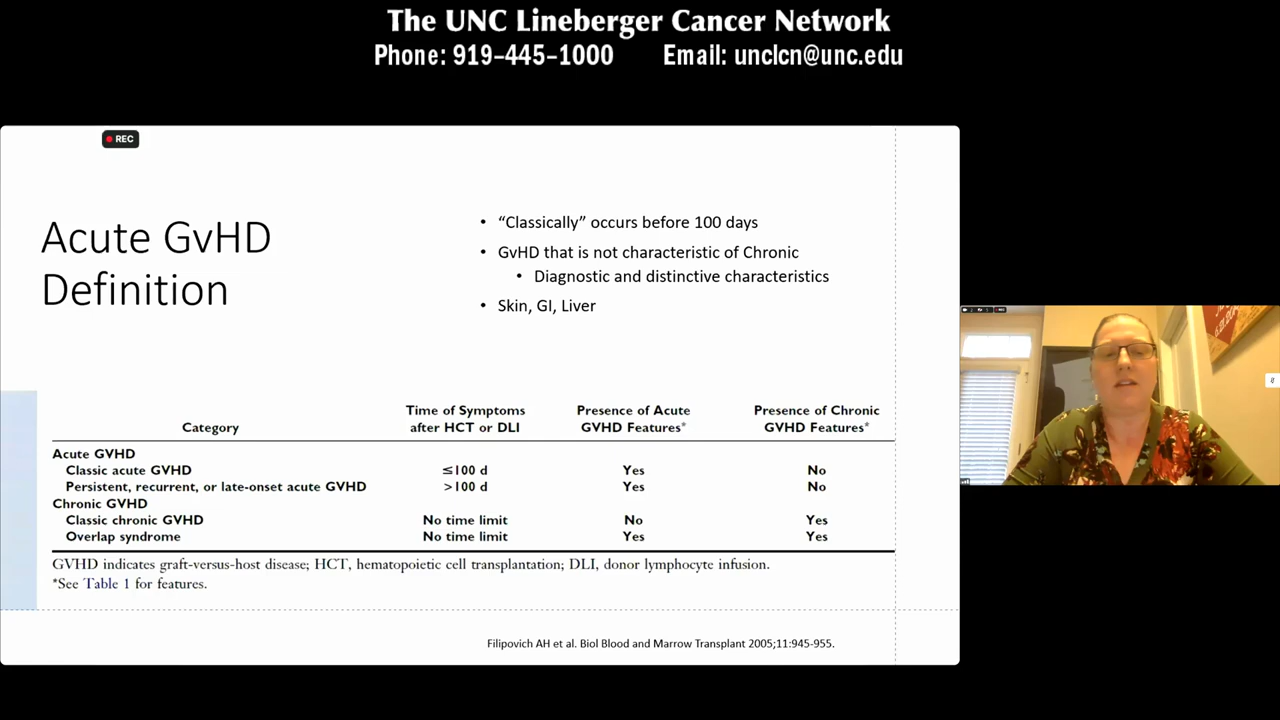 The UNC Lineberger Cancer Network
Phone: 919-445-1000 Email: unclcn@unc.edu
REC
Acute GvHD
Definition
• “Classically” occurs before 100 days
• GvHD that is not characteristic of Chronic
• Diagnostic and distinctive characteristics
• Skin, GI, Liver
Category Time of Symptoms after HCT or DLI Presence of Acute GVHD Features* Presence of Chronic GVHD Features*
Acute GVHD
Classic acute GVHD ≤100 d Yes No
Persistent, recurrent, or late-onset acute GVHD >100 d Yes No
Chronic GVHD
Classic chronic GVHD No time limit No Yes
Overlap syndrome No time limit Yes Yes
GVHD indicates graft-versus-host disease; HCT, hematopoietic cell transplantation; DLI, donor lymphocyte infusion.
*See Table 1 for features.
Filipovich AH et al. Biol Blood and Marrow Transplant 2005;11:945-955.